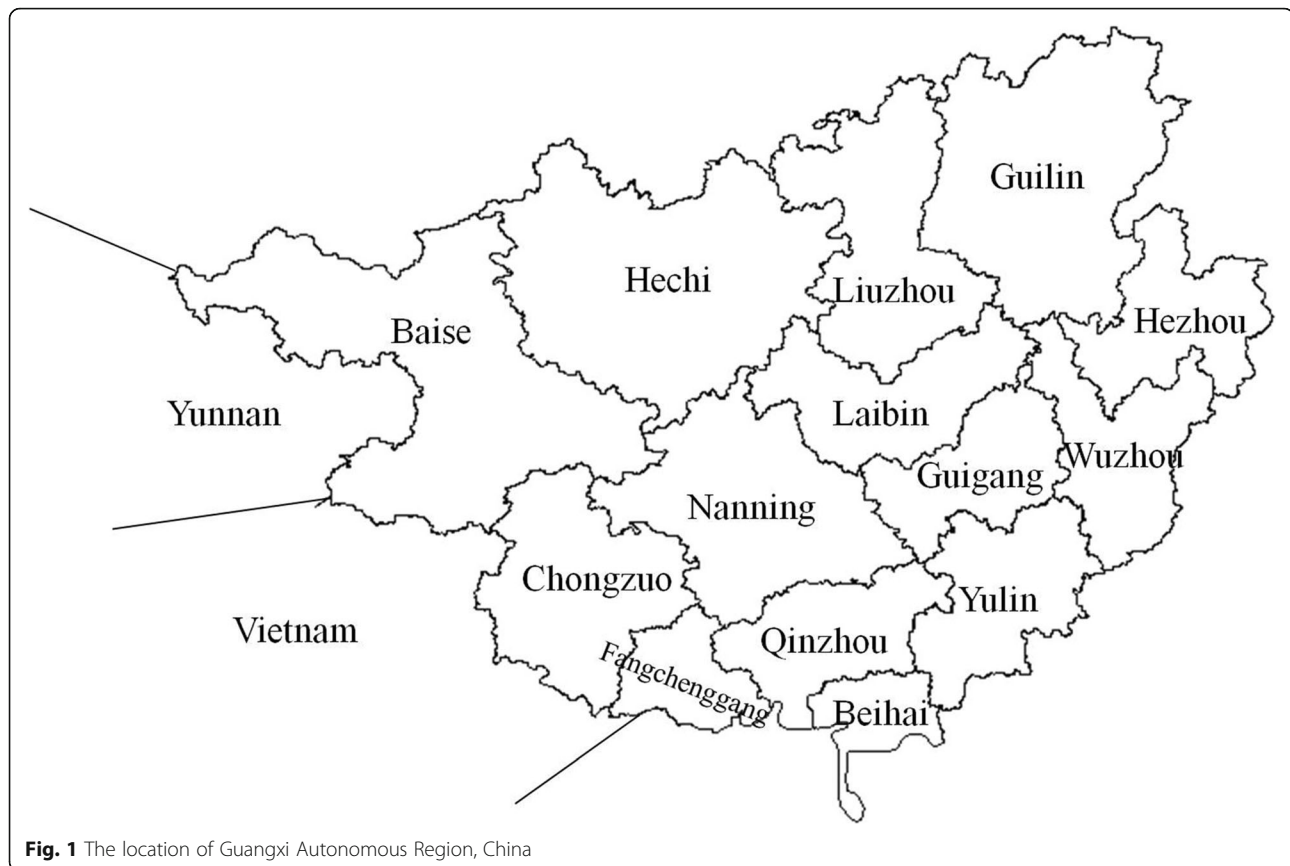 Guilin
Hechi
Liuzhou
Hezhou
Baise
Yunnan
Laibin
Wuzhou
Guigang
Nanning
Chongzuo
Yulin
Vietnam
Qinzhou
Fangchenggang
Beihai
Fig. 1 The location of Guangxi Autonomous Region, China